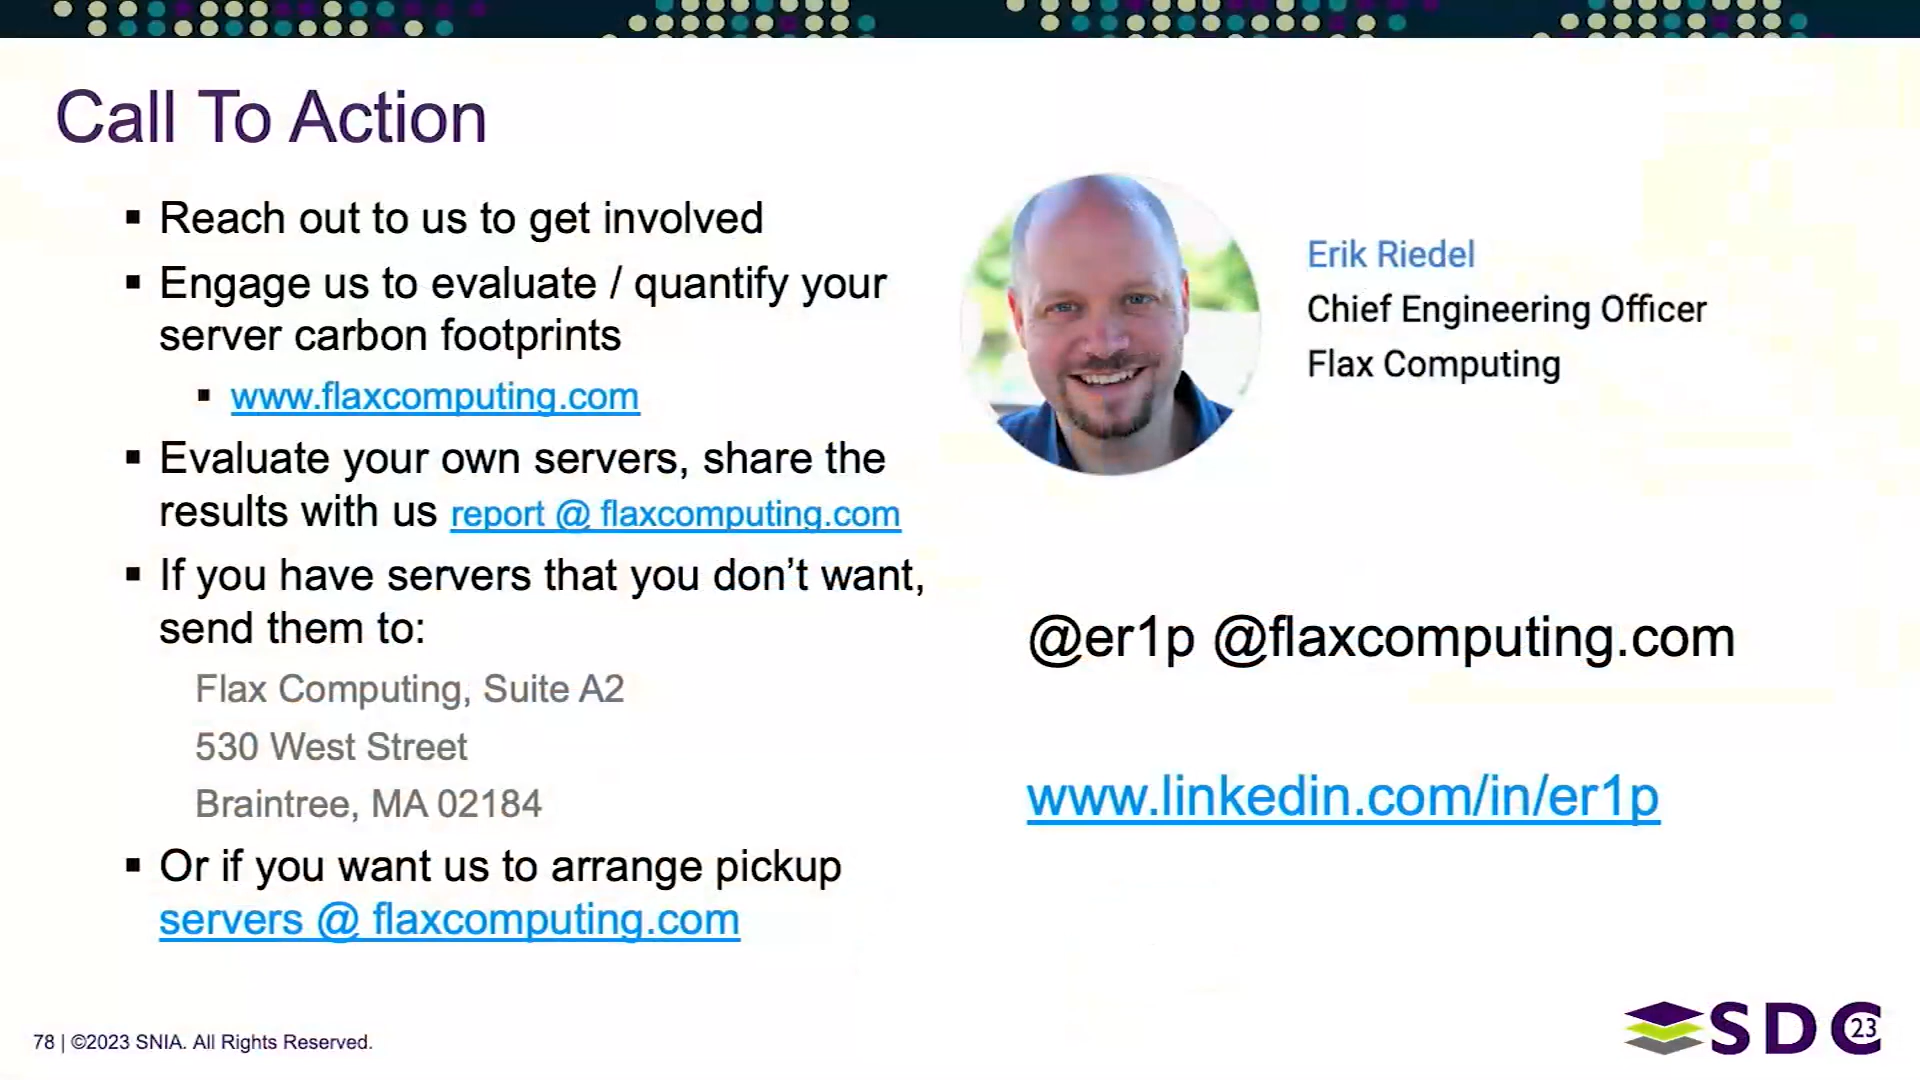 Call To Action
▪ Reach out to us to get involved
▪ Engage us to evaluate / quantify your
server carbon footprints
▪ www.flaxcomputing.com
▪ Evaluate your own servers, share the
results with us report @ flaxcomputing.com
▪ If you have servers that you don’t want,
send them to:
Flax Computing, Suite A2
530 West Street
Braintree, MA 02184
▪ Or if you want us to arrange pickup
servers @ flaxcomputing.com
Erik Riedel
Chief Engineering Officer
Flax Computing
@er1p @flaxcomputing.com
www.linkedin.com/in/er1p
78 | ©2023 SNIA. All Rights Reserved.
SDC 23